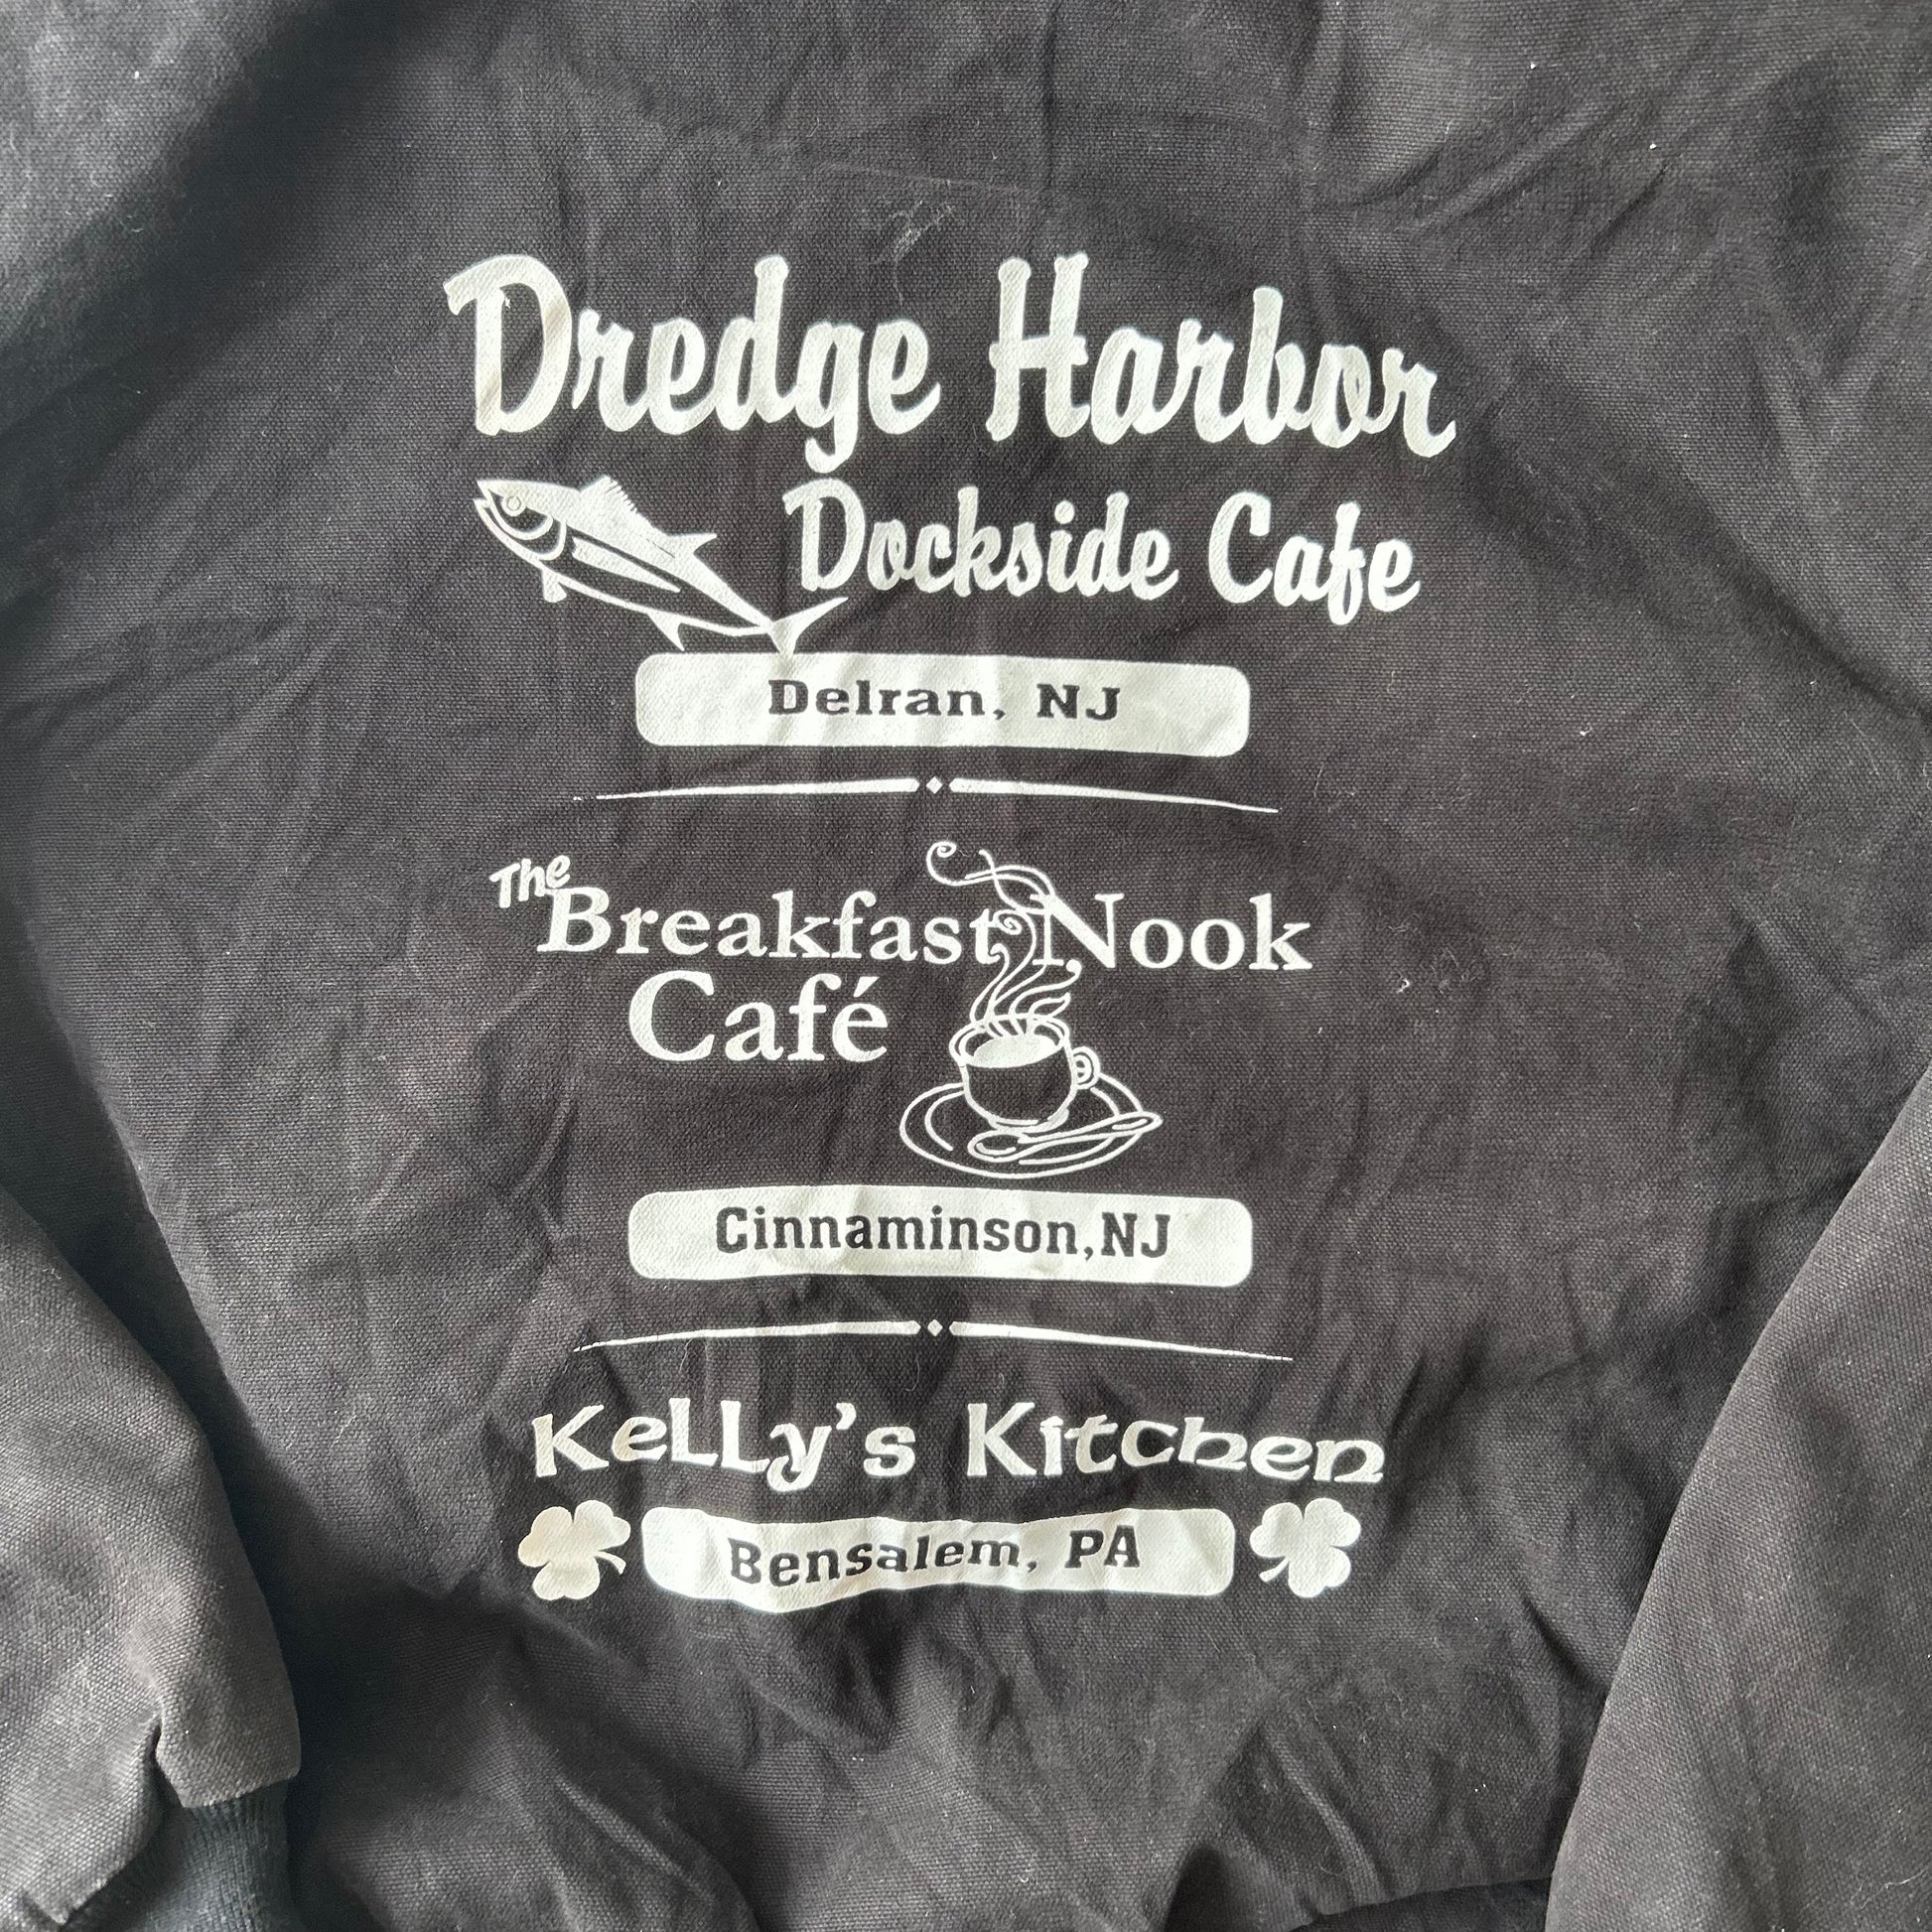 Dredge Harbor
Dockside Cafe
Delran, NJ
The
Breakfast Nook
Café
Cinnaminson, NJ
Kelly's Kitchen
Bensalem, PA